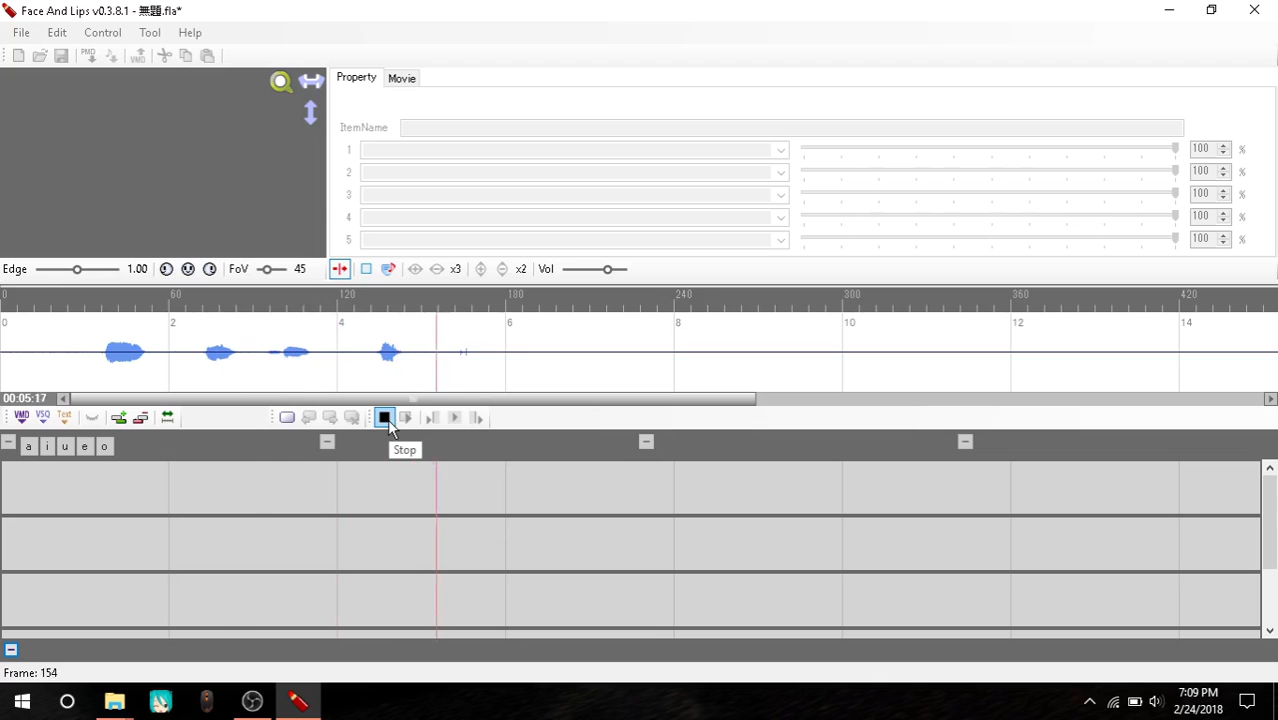 Face And Lips v0.3.8.1 - 無題.fla*
File Edit Control Tool Help
PMD VMD
Property Movie
ItemName
1 100 %
2 100 %
3 100 %
4 100 %
5 100 %
Edge 1.00 FoV 45 x3 x2 Vol
0 60 120 180 240 300 360 420
0 2 4 6 8 10 12 14
00:05:17
VMD VSQ Text
Stop
a i u e o
Frame: 154
7:09 PM
2/24/2018